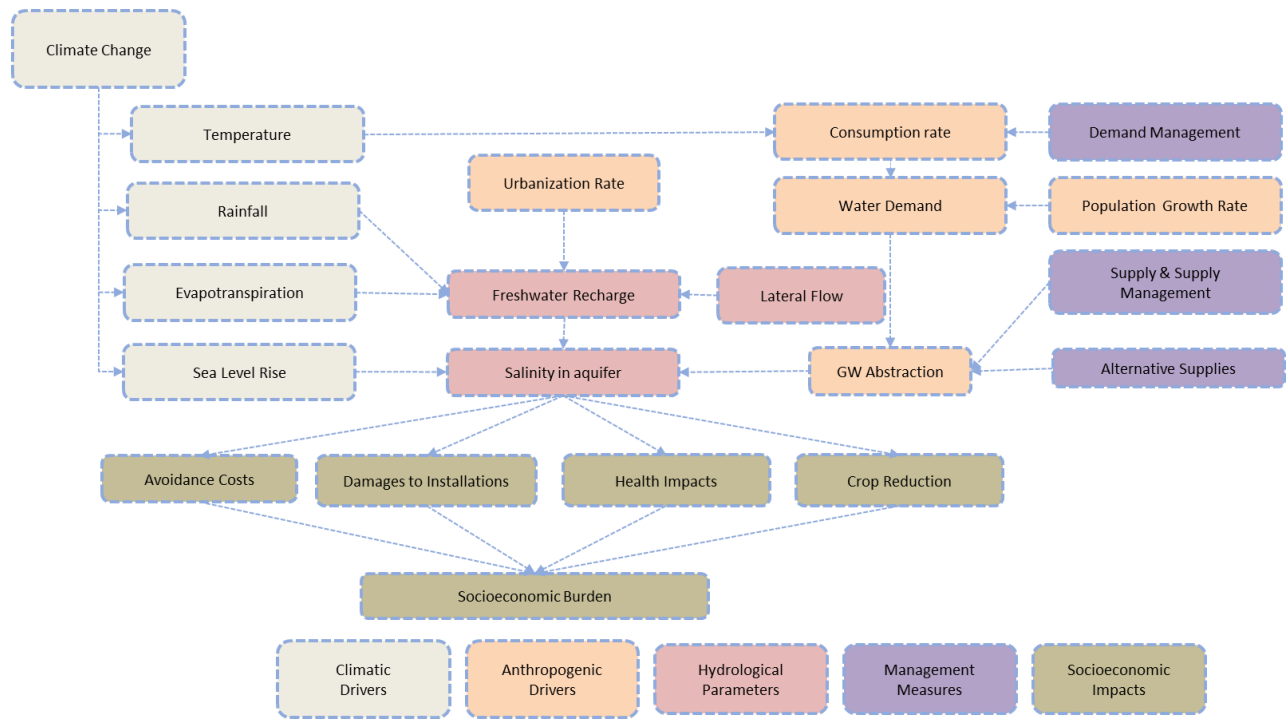 Climate Change
Temperature
Consumption rate
Demand Management
Urbanization Rate
Rainfall
Water Demand
Population Growth Rate
Evapotranspiration
Freshwater Recharge
Lateral Flow
Supply & Supply
Management
Sea Level Rise
Salinity in aquifer
GW Abstraction
Alternative Supplies
Avoidance Costs
Damages to Installations
Health Impacts
Crop Reduction
Socioeconomic Burden
Climatic
Drivers
Anthropogenic
Drivers
Hydrological
Parameters
Management
Measures
Socioeconomic
Impacts